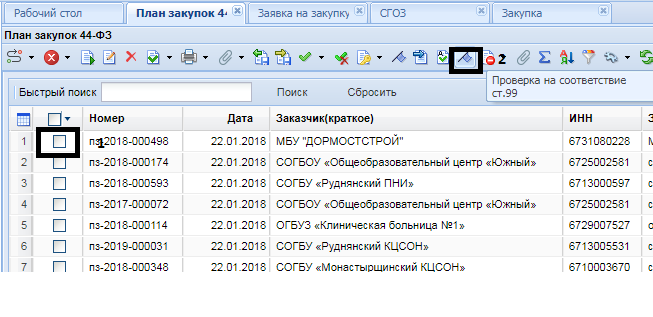 Рабочий стол План закупок 44- Заявка на закупку СГОЗ Закупка
План закупок 44-ФЗ
2
Проверка на соответствие
ст.99
Быстрый поиск Поиск Сбросить
Номер Дата Заказчик(краткое) ИНН
1 1 пз-2018-000498 22.01.2018 МБУ "ДОРМОСТСТРОЙ" 6731080228
2 пз-2018-000174 22.01.2018 СОГБОУ «Общеобразовательный центр «Южный» 6725002581
3 пз-2018-000593 22.01.2018 СОГБУ «Руднянский ПНИ» 6713000597
4 пз-2017-000072 22.01.2018 СОГБОУ «Общеобразовательный центр «Южный» 6725002581
5 пз-2018-000114 22.01.2018 ОГБУЗ «Клиническая больница №1» 6729007527
6 пз-2019-000031 22.01.2018 СОГБУ «Руднянский КЦСОН» 6713005531
7 пз-2018-000348 22.01.2018 СОГБУ «Монастырщинский КЦСОН» 6710003670